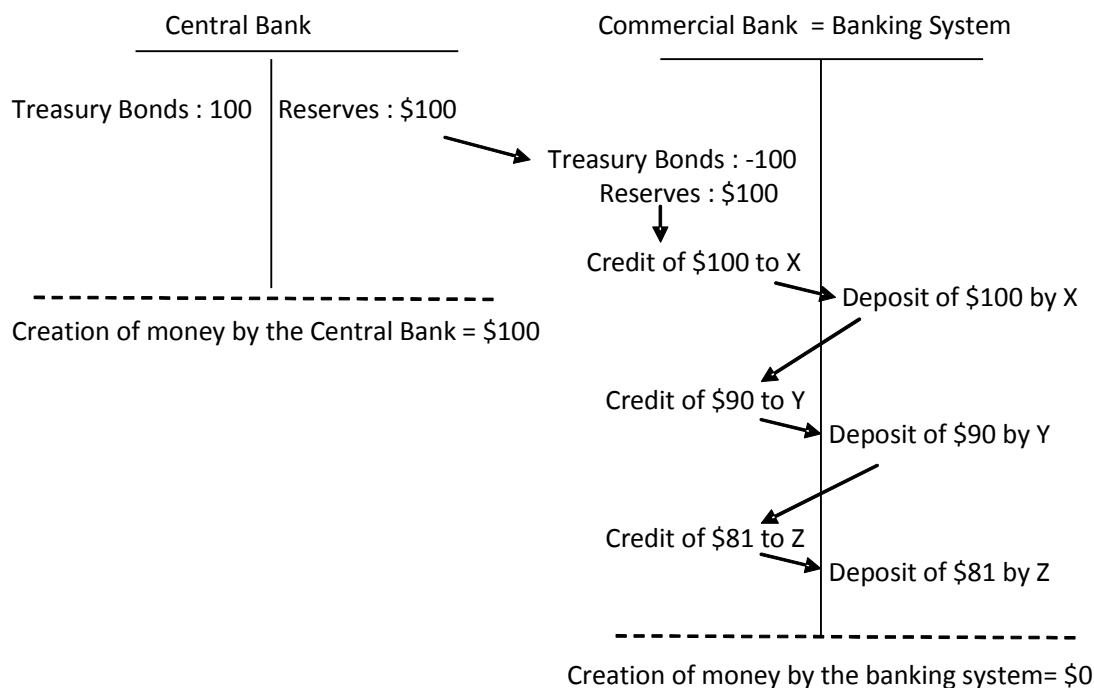 Central Bank
Commercial Bank = Banking System
Treasury Bonds : 100
Reserves : $100
Treasury Bonds : -100
Reserves : $100
Credit of $100 to X
Deposit of $100 by X
Creation of money by the Central Bank = $100
Credit of $90 to Y
Deposit of $90 by Y
Credit of $81 to Z
Deposit of $81 by Z
Creation of money by the banking system= $0